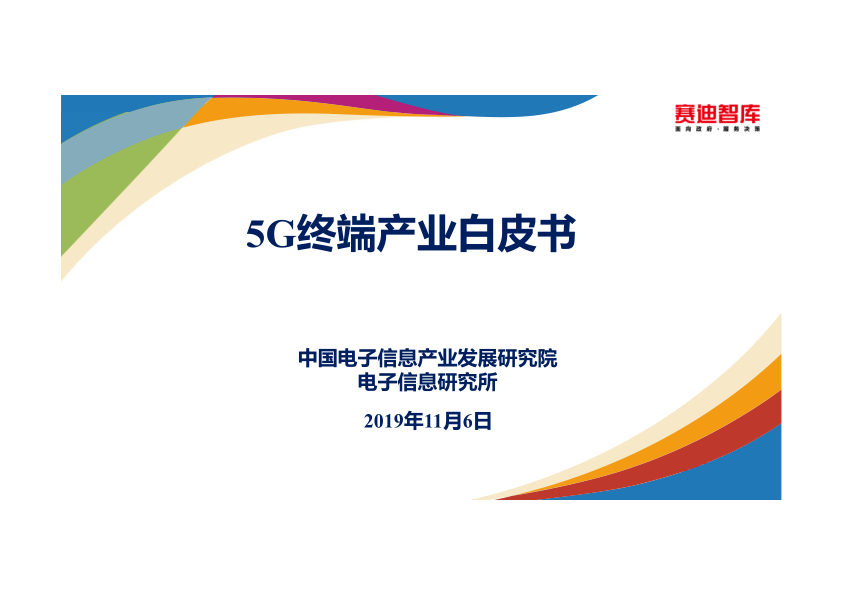 赛迪智库
面向政府·服务决策
5G终端产业白皮书
中国电子信息产业发展研究院
电子信息研究所
2019年11月6日